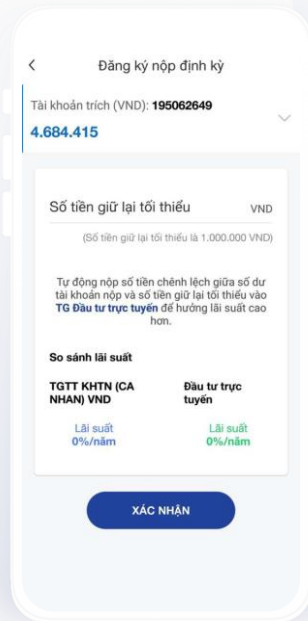 Đăng ký nộp định kỳ
Tài khoản trích (VND): 195062649
4.684.415
Số tiền giữ lại tối thiểu VND
(Số tiền giữ lại tối thiểu là 1.000.000 VND)
Tự động nộp số tiền chênh lệch giữa số dư
tài khoản nộp và số tiền giữ lại tối thiểu vào
TG Đầu tư trực tuyến để hưởng lãi suất cao
hơn.
So sánh lãi suất
TGTT KHTN (CA Đầu tư trực
NHAN) VND tuyến
Lãi suất Lãi suất
0%/năm 0%/năm
XÁC NHẬN